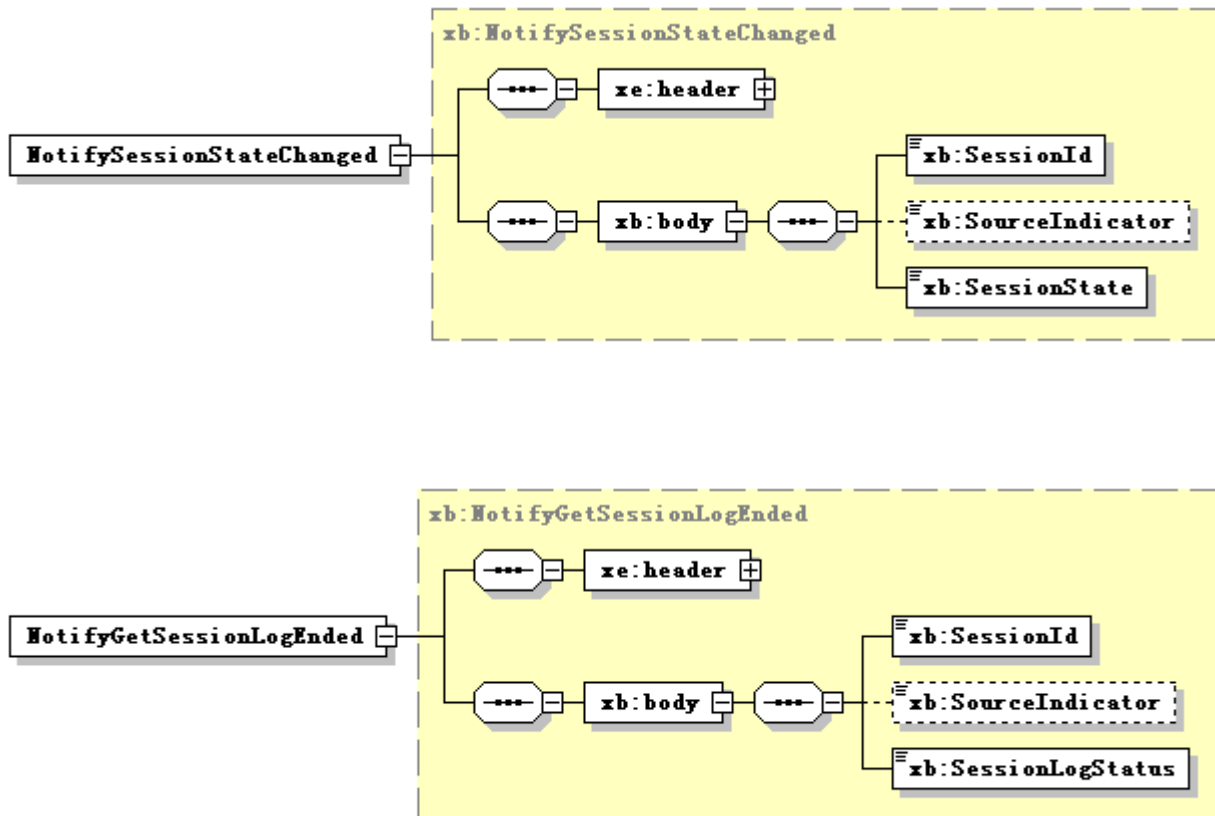 xb:NotifySessionStateChanged
xe:header
NotifySessionStateChanged
xb:SessionId
xb:body
xb:SourceIndicator
xb:SessionState
xb:NotifyGetSessionLogEnded
xe:header
NotifyGetSessionLogEnded
xb:SessionId
xb:body
xb:SourceIndicator
xb:SessionLogStatus